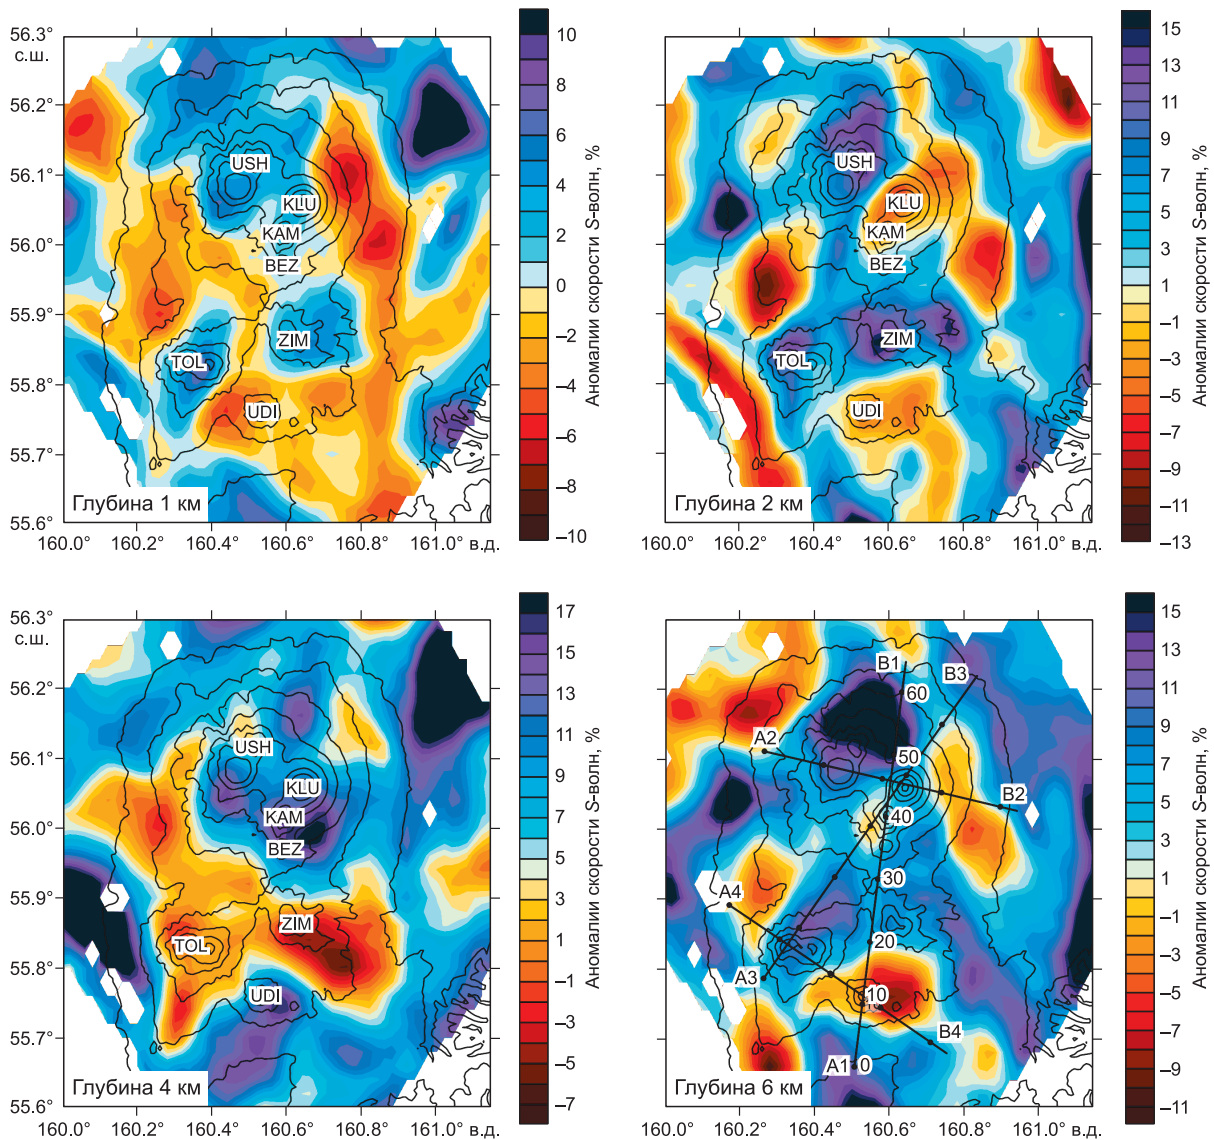 56.3°
с.ш.
56.2°
56.1°
56.0°
55.9°
55.8°
55.7°
55.6°
USH
KLU
KAM
BEZ
ZIM
TOL
UDI
Глубина 1 км
160.0° 160.2° 160.4° 160.6° 160.8° 161.0° в.д.
10
8
6
4
2
0
–2
–4
–6
–8
–10
Аномалии скорости S-волн, %
USH
KLU
KAM
BEZ
ZIM
TOL
UDI
Глубина 2 км
160.0° 160.2° 160.4° 160.6° 160.8° 161.0° в.д.
15
13
11
9
7
5
3
1
–1
–3
–5
–7
–9
–11
–13
Аномалии скорости S-волн, %
56.3°
с.ш.
56.2°
56.1°
56.0°
55.9°
55.8°
55.7°
55.6°
USH
KLU
KAM
BEZ
ZIM
TOL
UDI
Глубина 4 км
160.0° 160.2° 160.4° 160.6° 160.8° 161.0° в.д.
17
15
13
11
9
7
5
3
1
–1
–3
–5
–7
Аномалии скорости S-волн, %
B1
B3
60
A2
50
B2
40
30
A4
20
A3
10
B4
A1 0
Глубина 6 км
160.0° 160.2° 160.4° 160.6° 160.8° 161.0° в.д.
15
13
11
9
7
5
3
1
–1
–3
–5
–7
–9
–11
Аномалии скорости S-волн, %